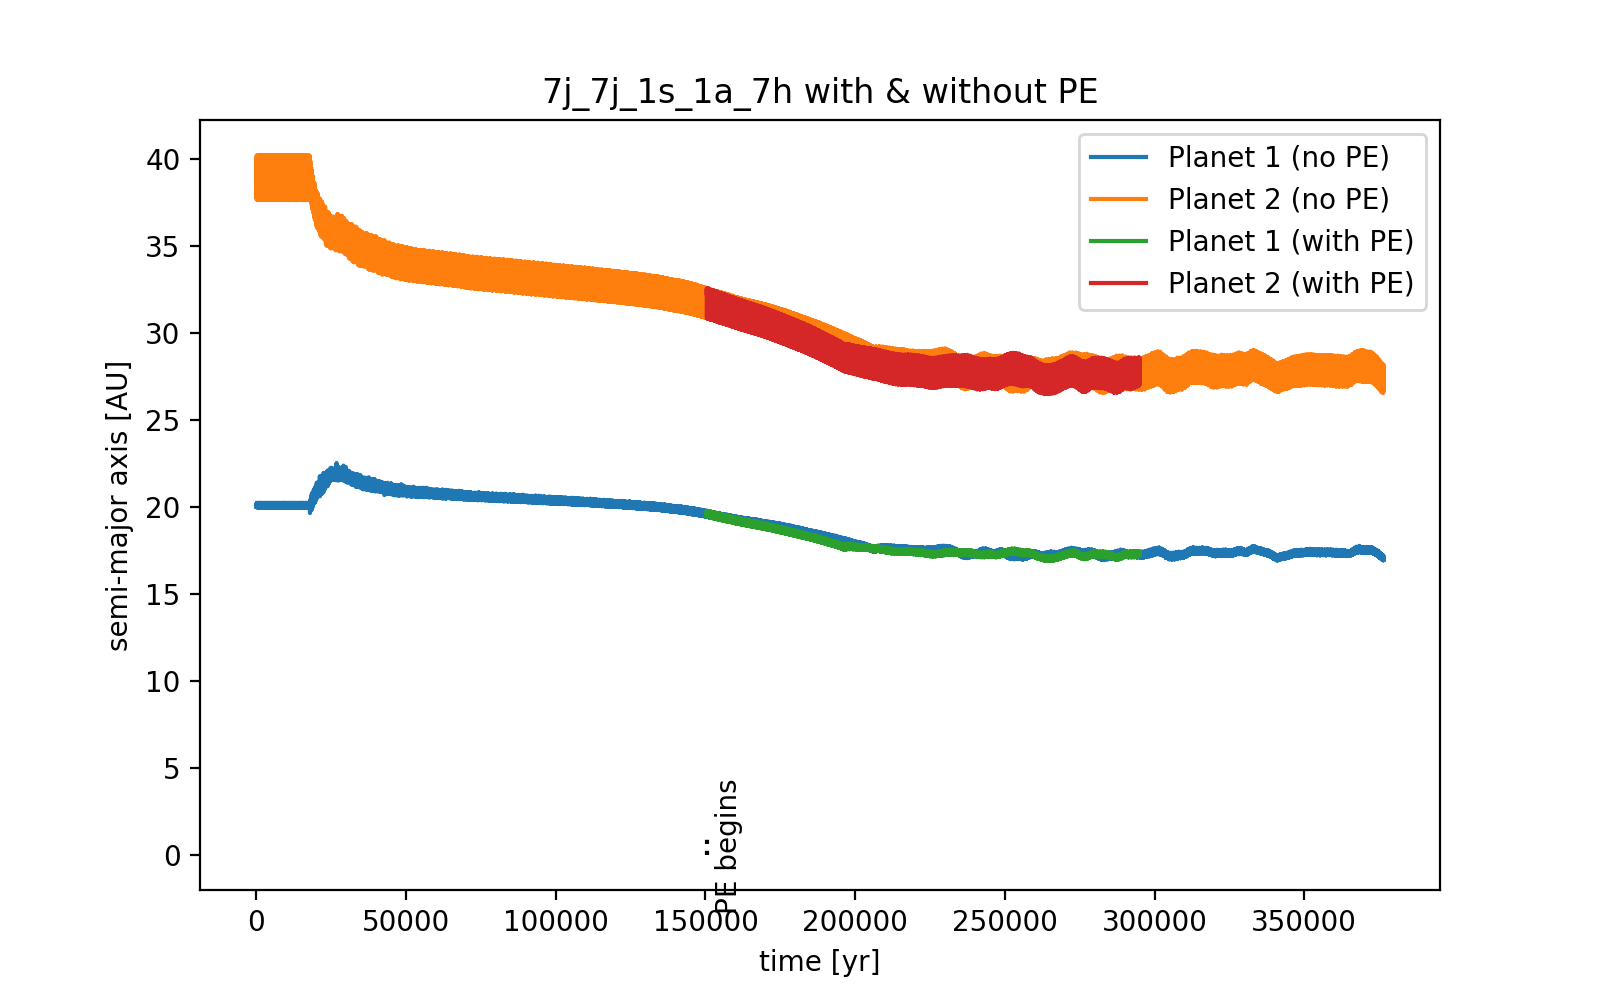 7j_7j_1s_1a_7h with & without PE
Planet 1 (no PE)
Planet 2 (no PE)
Planet 1 (with PE)
Planet 2 (with PE)
semi-major axis [AU]
40
35
30
25
20
15
10
5
0
PE begins
0
50000
100000
150000
200000
250000
300000
350000
time [yr]